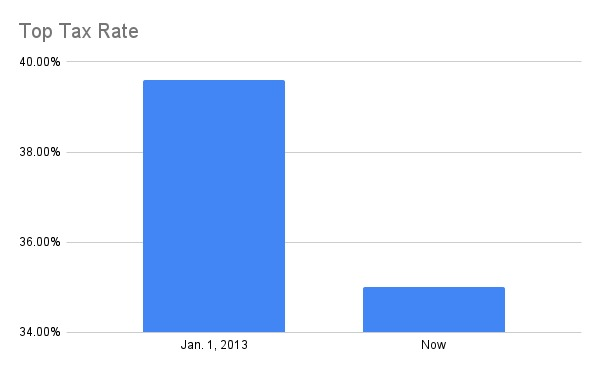 Top Tax Rate
40.00%
38.00%
36.00%
34.00%
Jan. 1, 2013
Now